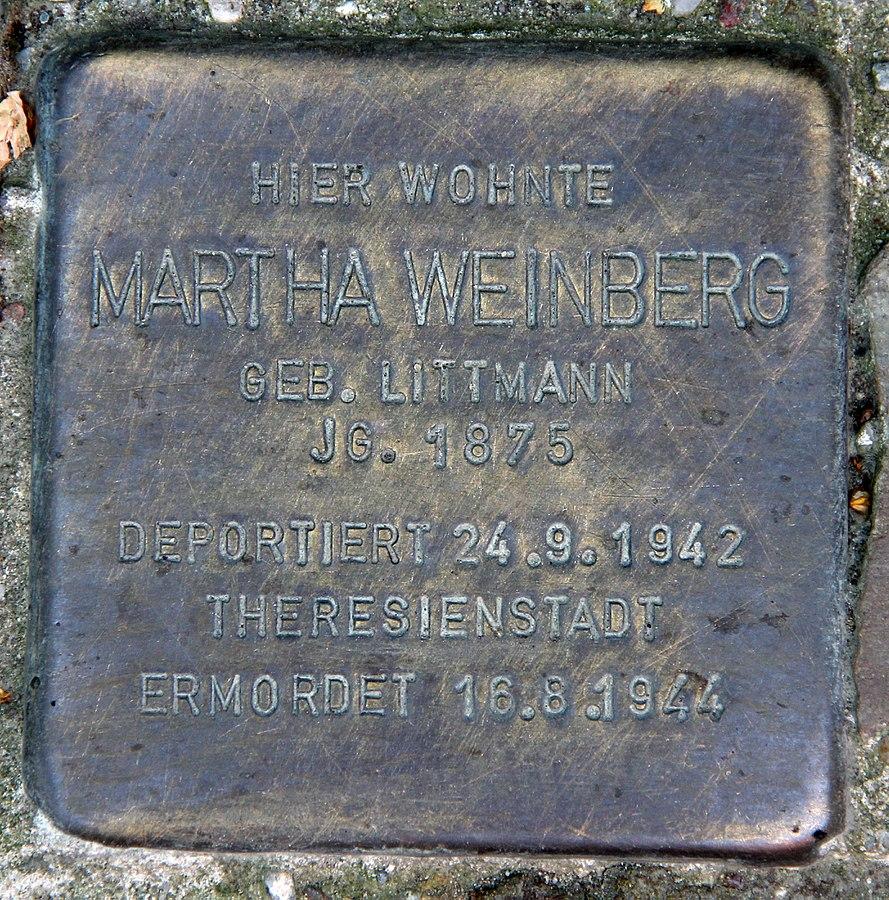 HIER WOHNTE
MARTHA WEINBERG
GEB. LITTMANN
JG. 1875
DEPORTIERT 24.9.1942
THERESIENSTADT
ERMORDET 16.8.1944